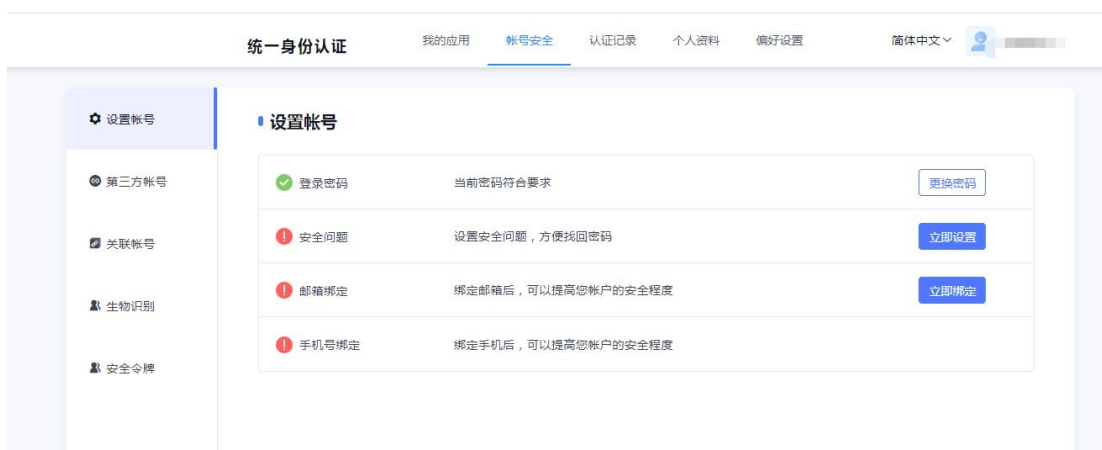 统一身份认证 我的应用 帐号安全 认证记录 个人资料 偏好设置 简体中文
设置帐号
第三方帐号
关联帐号
生物识别
安全令牌
设置帐号
登录密码 当前密码符合要求 更换密码
安全问题 设置安全问题，方便找回密码 立即设置
邮箱绑定 绑定邮箱后，可以提高您帐户的安全程度 立即绑定
手机号绑定 绑定手机后，可以提高您帐户的安全程度